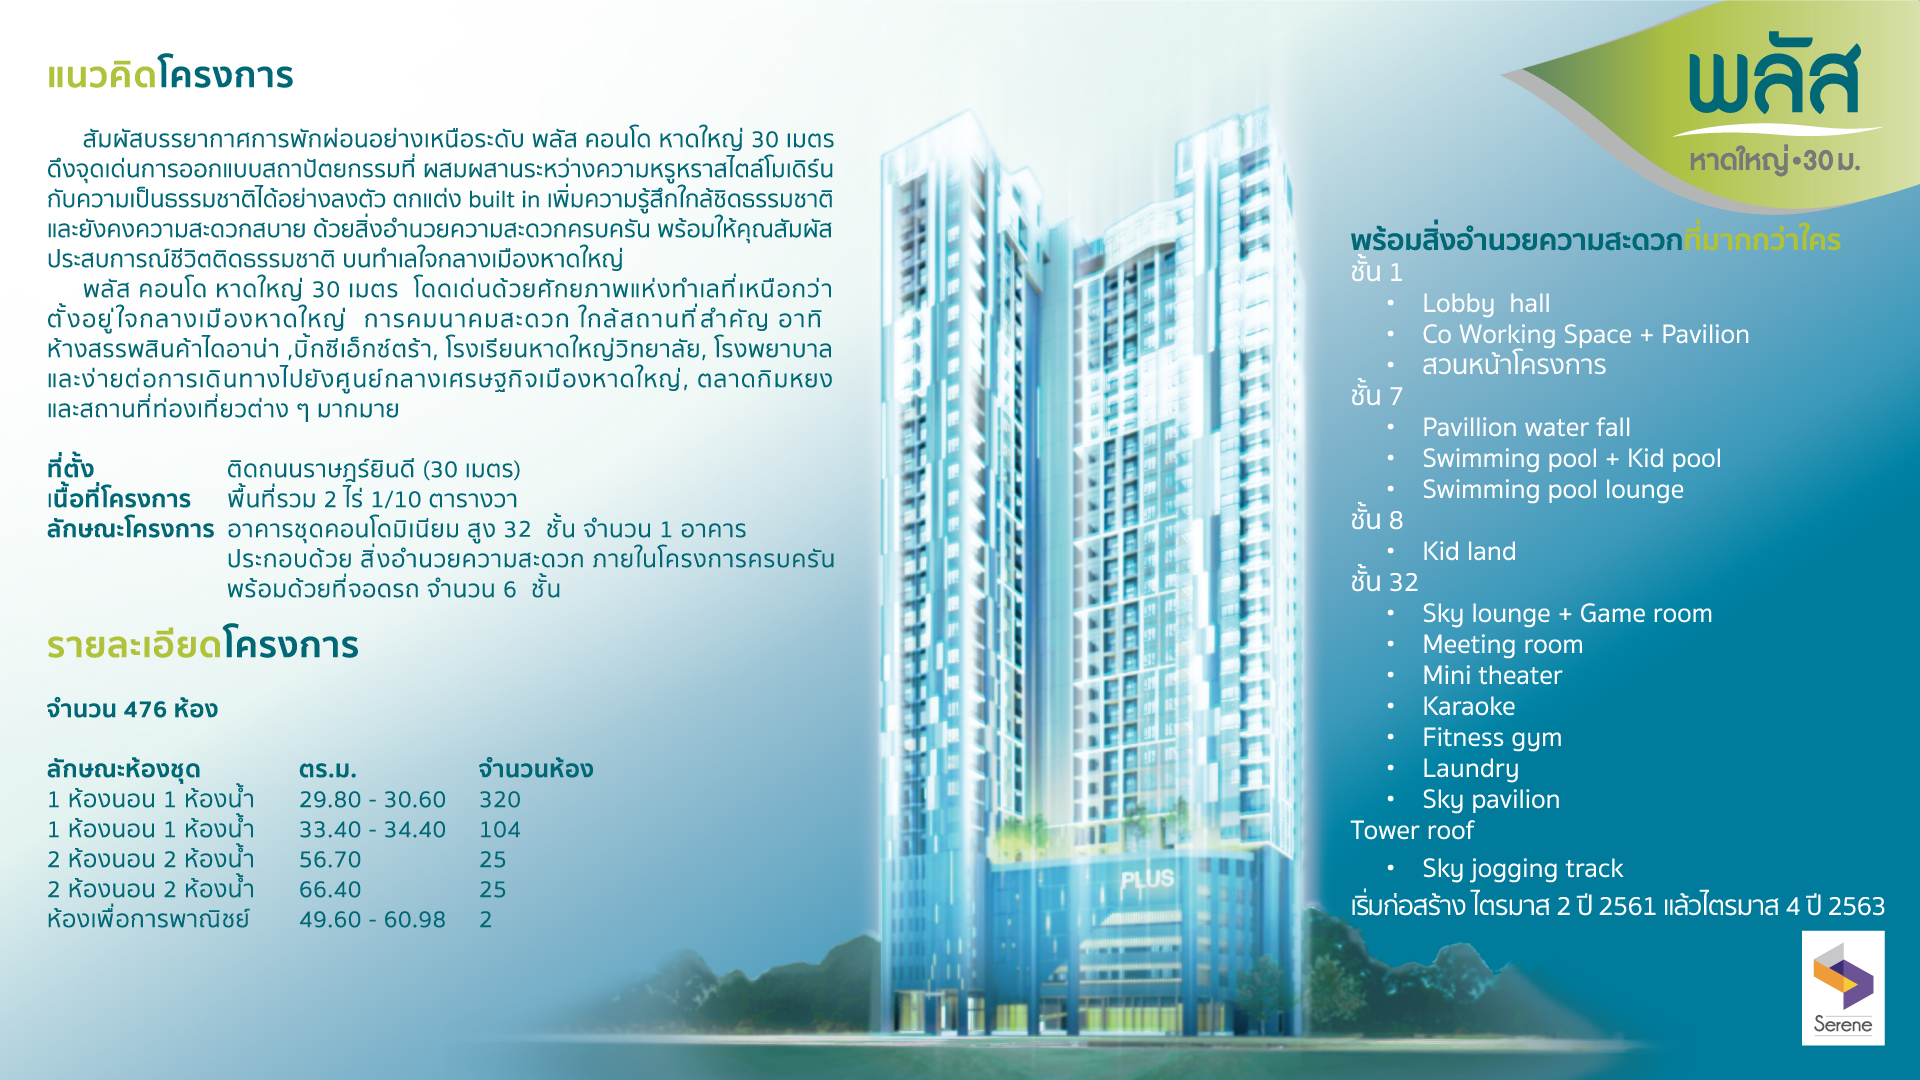 แนวคิดโครงการ
สัมผัสบรรยากาศการพักผ่อนอย่างเหนือระดับ พลัส คอนโด หาดใหญ่ 30 เมตร
ดึงจุดเด่นการออกแบบสถาปัตยกรรมที่ ผสมผสานระหว่างความหรูหราสไตล์โมเดิร์น
กับความเป็นธรรมชาติได้อย่างลงตัว ตกแต่ง built in เพิ่มความรู้สึกใกล้ชิดธรรมชาติ
และยังคงความสะดวกสบาย ด้วยสิ่งอำนวยความสะดวกครบครัน พร้อมให้คุณสัมผัส
ประสบการณ์ชีวิตติดธรรมชาติ บนทำเลใจกลางเมืองหาดใหญ่
พลัส คอนโด หาดใหญ่ 30 เมตร โดดเด่นด้วยศักยภาพแห่งทำเลที่เหนือกว่า
ตั้งอยู่ใจกลางเมืองหาดใหญ่ การคมนาคมสะดวก ใกล้สถานที่สำคัญ อาทิ
ห้างสรรพสินค้าไดอาน่า ,บิ้กซีเอ็กซ์ตร้า, โรงเรียนหาดใหญ่วิทยาลัย, โรงพยาบาล
และง่ายต่อการเดินทางไปยังศูนย์กลางเศรษฐกิจเมืองหาดใหญ่, ตลาดกิมหยง
และสถานที่ท่องเที่ยวต่าง ๆ มากมาย
ที่ตั้ง ติดถนนราษฎร์ยินดี (30 เมตร)
เนื้อที่โครงการ พื้นที่รวม 2 ไร่ 1/10 ตารางวา
ลักษณะโครงการ อาคารชุดคอนโดมิเนียม สูง 32 ชั้น จำนวน 1 อาคาร
ประกอบด้วย สิ่งอำนวยความสะดวก ภายในโครงการครบครัน
พร้อมด้วยที่จอดรถ จำนวน 6 ชั้น
รายละเอียดโครงการ
จำนวน 476 ห้อง
ลักษณะห้องชุด ตร.ม. จำนวนห้อง
1 ห้องนอน 1 ห้องน้ำ 29.80 - 30.60 320
1 ห้องนอน 1 ห้องน้ำ 33.40 - 34.40 104
2 ห้องนอน 2 ห้องน้ำ 56.70 25
2 ห้องนอน 2 ห้องน้ำ 66.40 25
ห้องเพื่อการพาณิชย์ 49.60 - 60.98 2
PLUS
พลัส
หาดใหญ่•30 ม.
พร้อมสิ่งอำนวยความสะดวกที่มากกว่าใคร
ชั้น 1
• Lobby hall
• Co Working Space + Pavilion
• สวนหน้าโครงการ
ชั้น 7
• Pavillion water fall
• Swimming pool + Kid pool
• Swimming pool lounge
ชั้น 8
• Kid land
ชั้น 32
• Sky lounge + Game room
• Meeting room
• Mini theater
• Karaoke
• Fitness gym
• Laundry
• Sky pavilion
Tower roof
• Sky jogging track
เริ่มก่อสร้าง ไตรมาส 2 ปี 2561 แล้วไตรมาส 4 ปี 2563
Serene